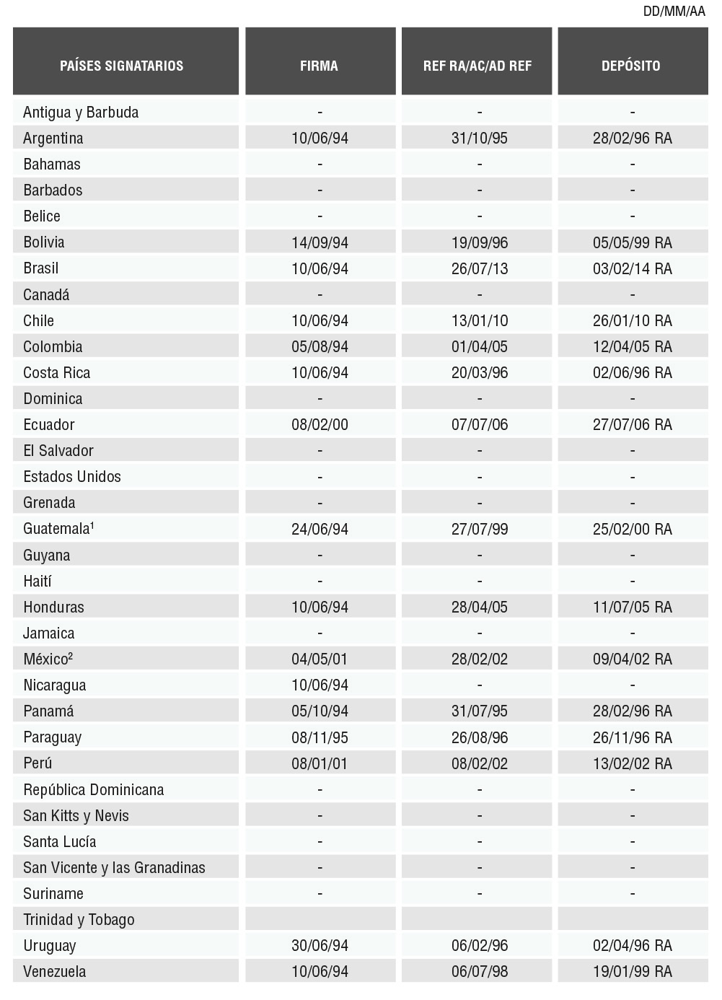 DD/MM/AA
PAÍSES SIGNATARIOS FIRMA REF RA/AC/AD REF DEPÓSITO
Antigua y Barbuda - - -
Argentina 10/06/94 31/10/95 28/02/96 RA
Bahamas - - -
Barbados - - -
Belice - - -
Bolivia 14/09/94 19/09/96 05/05/99 RA
Brasil 10/06/94 26/07/13 03/02/14 RA
Canadá - - -
Chile 10/06/94 13/01/10 26/01/10 RA
Colombia 05/08/94 01/04/05 12/04/05 RA
Costa Rica 10/06/94 20/03/96 02/06/96 RA
Dominica - - -
Ecuador 08/02/00 07/07/06 27/07/06 RA
El Salvador - - -
Estados Unidos - - -
Grenada - - -
Guatemala¹ 24/06/94 27/07/99 25/02/00 RA
Guyana - - -
Haití - - -
Honduras 10/06/94 28/04/05 11/07/05 RA
Jamaica - - -
México² 04/05/01 28/02/02 09/04/02 RA
Nicaragua 10/06/94 - -
Panamá 05/10/94 31/07/95 28/02/96 RA
Paraguay 08/11/95 26/08/96 26/11/96 RA
Perú 08/01/01 08/02/02 13/02/02 RA
República Dominicana - - -
San Kitts y Nevis - - -
Santa Lucía - - -
San Vicente y las Granadinas - - -
Suriname - - -
Trinidad y Tobago
Uruguay 30/06/94 06/02/96 02/04/96 RA
Venezuela 10/06/94 06/07/98 19/01/99 RA